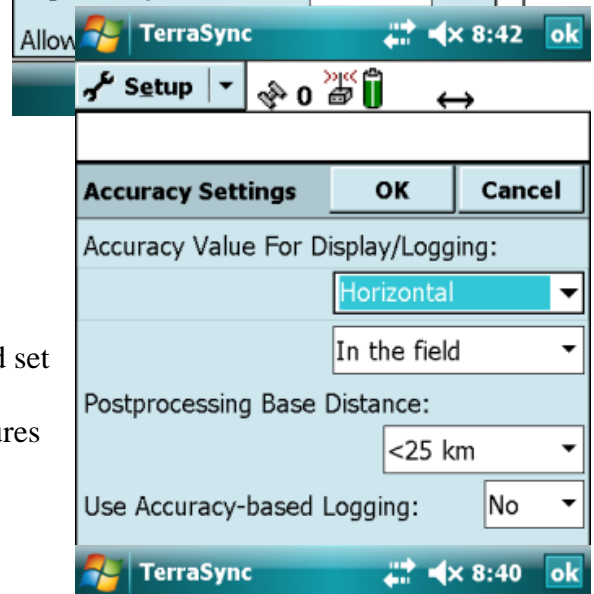 Allow
TerraSync 8:42 ok
Setup 0
Accuracy Settings OK Cancel
Accuracy Value For Display/Logging:
Horizontal
In the field
d set
Postprocessing Base Distance:
ures
<25 km
Use Accuracy-based Logging: No
TerraSync 8:40 ok